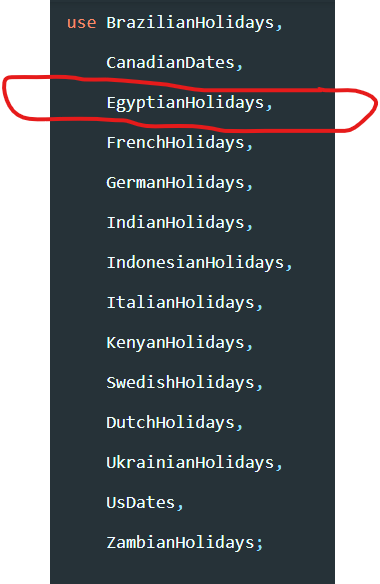 use BrazilianHolidays,
CanadianDates,
EgyptianHolidays,
FrenchHolidays,
GermanHolidays,
IndianHolidays,
IndonesianHolidays,
ItalianHolidays,
KenyanHolidays,
SwedishHolidays,
DutchHolidays,
UkrainianHolidays,
UsDates,
ZambianHolidays;